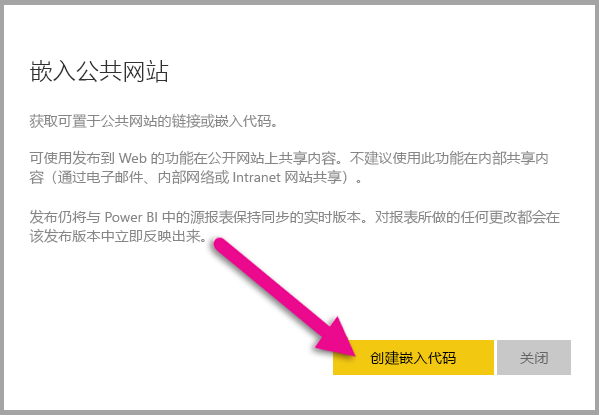 嵌入公共网站
获取可置于公共网站的链接或嵌入代码。
可使用发布到 Web 的功能在公开网站上共享内容。不建议使用此功能在内部共享内
容（通过电子邮件、内部网络或 Intranet 网站共享）。
发布仍将与 Power BI 中的源报表保持同步的实时版本。对报表所做的任何更改都会在
该发布版本中立即反映出来。
创建嵌入代码
关闭